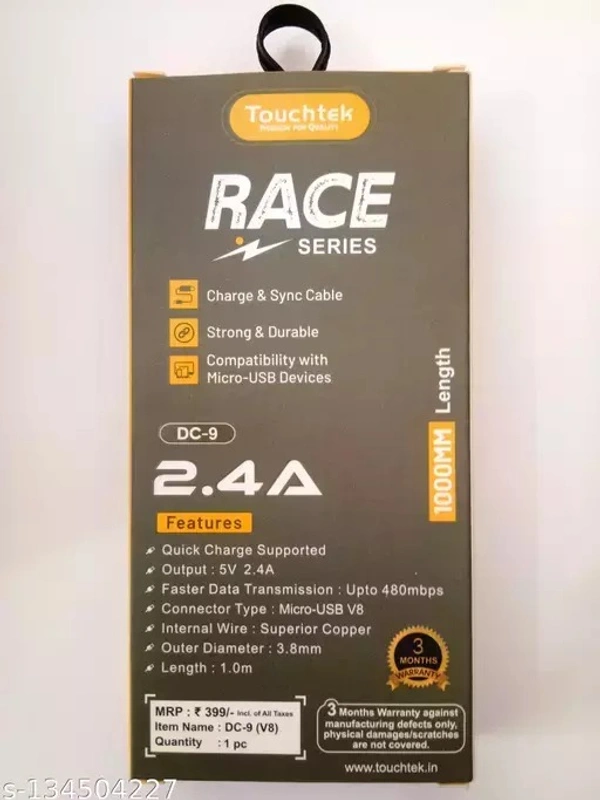 Touchtek
MISSION FOR QUALITY
RACE
SERIES
Charge & Sync Cable
Strong & Durable
Compatibility with
Micro-USB Devices
1000MM Length
DC-9
2.4A
Features
Quick Charge Supported
Output : 5V 2.4A
Faster Data Transmission : Upto 480mbps
Connector Type : Micro-USB V8
Internal Wire : Superior Copper
Outer Diameter : 3.8mm
Length : 1.0m
3
MONTHS
WARRANTY
MRP : ₹ 399/- Incl. of All Taxes
Item Name : DC-9 (V8)
Quantity : 1 pc
3 Months Warranty against
manufacturing defects only,
physical damages/scratches
are not covered.
www.touchtek.in
s-134504227